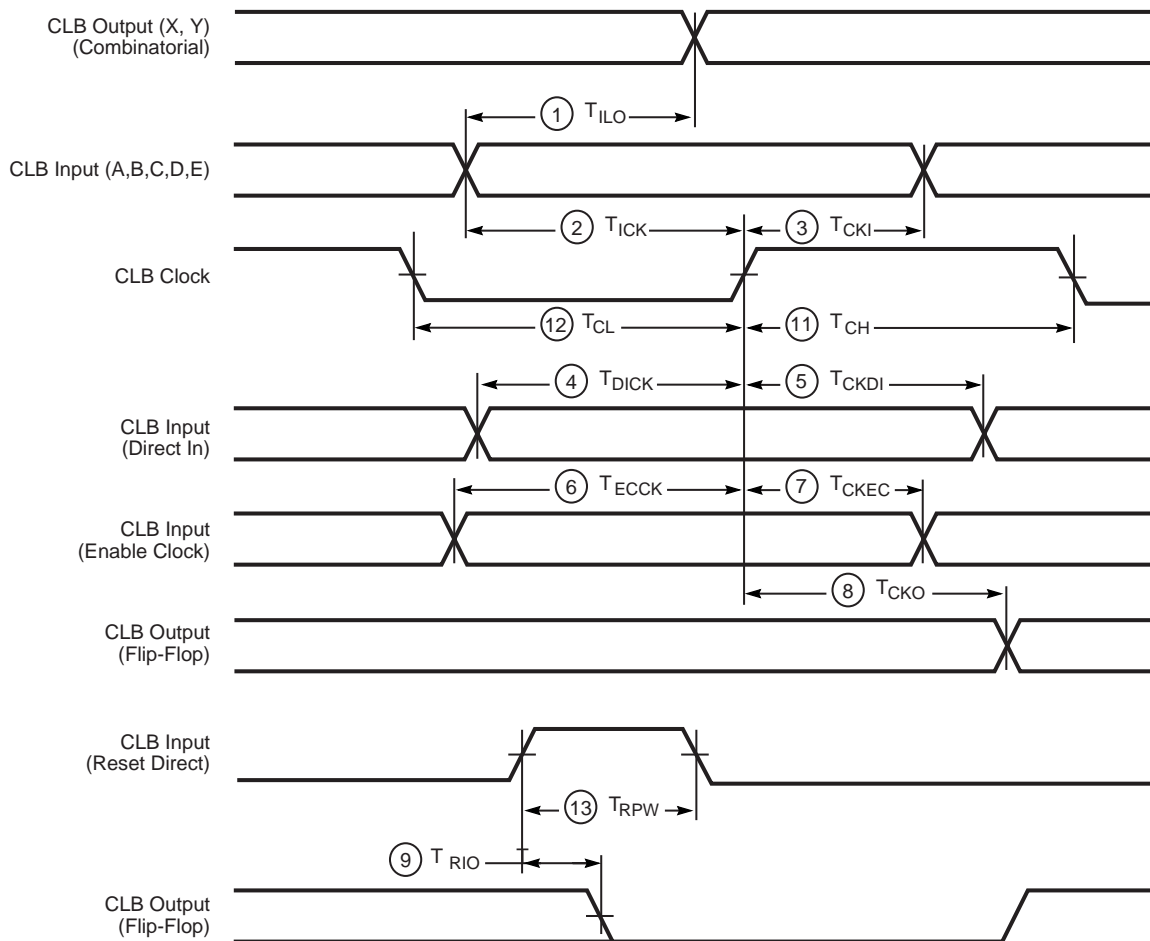 CLB Output (X, Y)
(Combinatorial)
1 TILO
CLB Input (A,B,C,D,E)
2 TICK
3 TCKI
CLB Clock
12 TCL
11 TCH
4 TDICK
5 TCKDI
CLB Input
(Direct In)
6 TECCK
7 TCKEC
CLB Input
(Enable Clock)
8 TCKO
CLB Output
(Flip-Flop)
CLB Input
(Reset Direct)
13 TRPW
9 T RIO
CLB Output
(Flip-Flop)